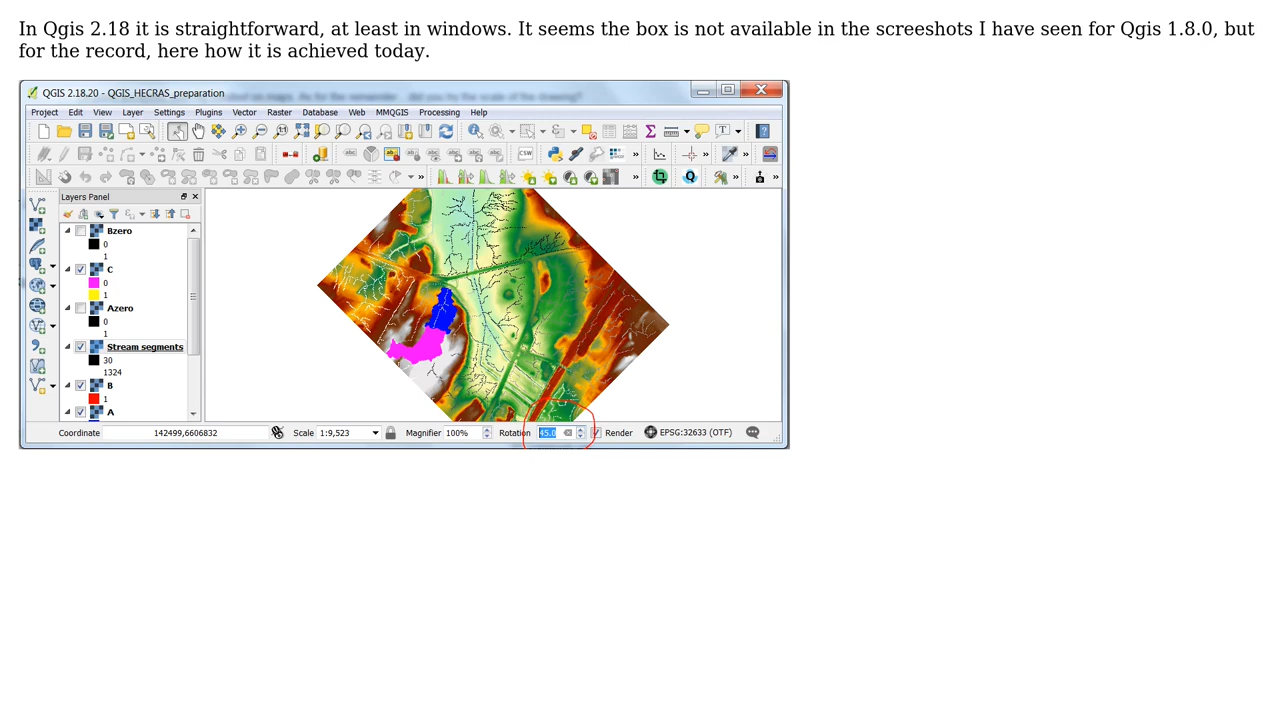 In Qgis 2.18 it is straightforward, at least in windows. It seems the box is not available in the screeshots I have seen for Qgis 1.8.0, but
for the record, here how it is achieved today.
QGIS 2.18.20 - QGIS_HECRAS_preparation
Project Edit View Layer Settings Plugins Vector Raster Database Web MMQGIS Processing Help
CSW
Layers Panel
Bzero
0
1
C
0
1
Azero
0
1
Stream segments
30
1324
B
1
A
Coordinate 142499,6606832 Scale 1:9,523 Magnifier 100% Rotation 45.0 Render EPSG:32633 (OTF)